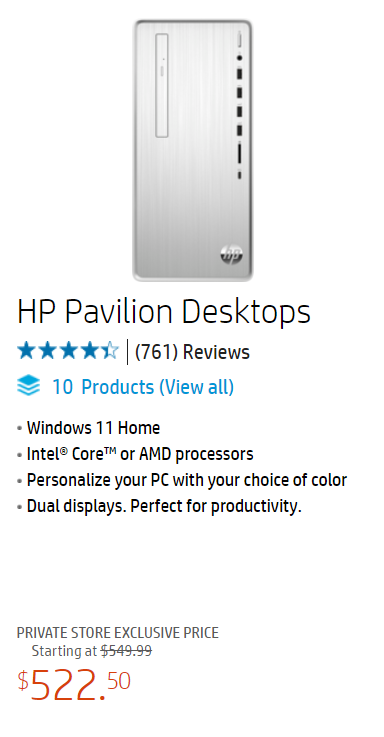 hp
HP Pavilion Desktops
(761) Reviews
10 Products (View all)
• Windows 11 Home
• Intel® Core™ or AMD processors
• Personalize your PC with your choice of color
• Dual displays. Perfect for productivity.
PRIVATE STORE EXCLUSIVE PRICE
Starting at $549.99
$522.50